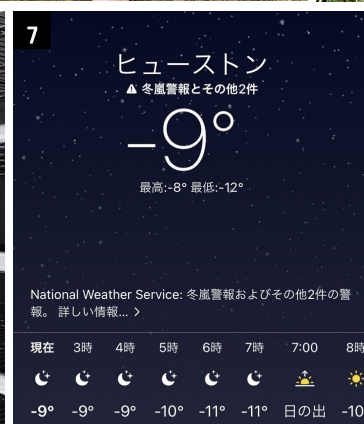 7
ヒューストン
冬嵐警報とその他2件
-9°
最高:-8° 最低:-12°
National Weather Service: 冬嵐警報およびその他2件の警
報。 詳しい情報... >
現在 3時 4時 5時 6時 7時 7:00 8時
-9° -9° -9° -10° -11° -11° 日の出 -10